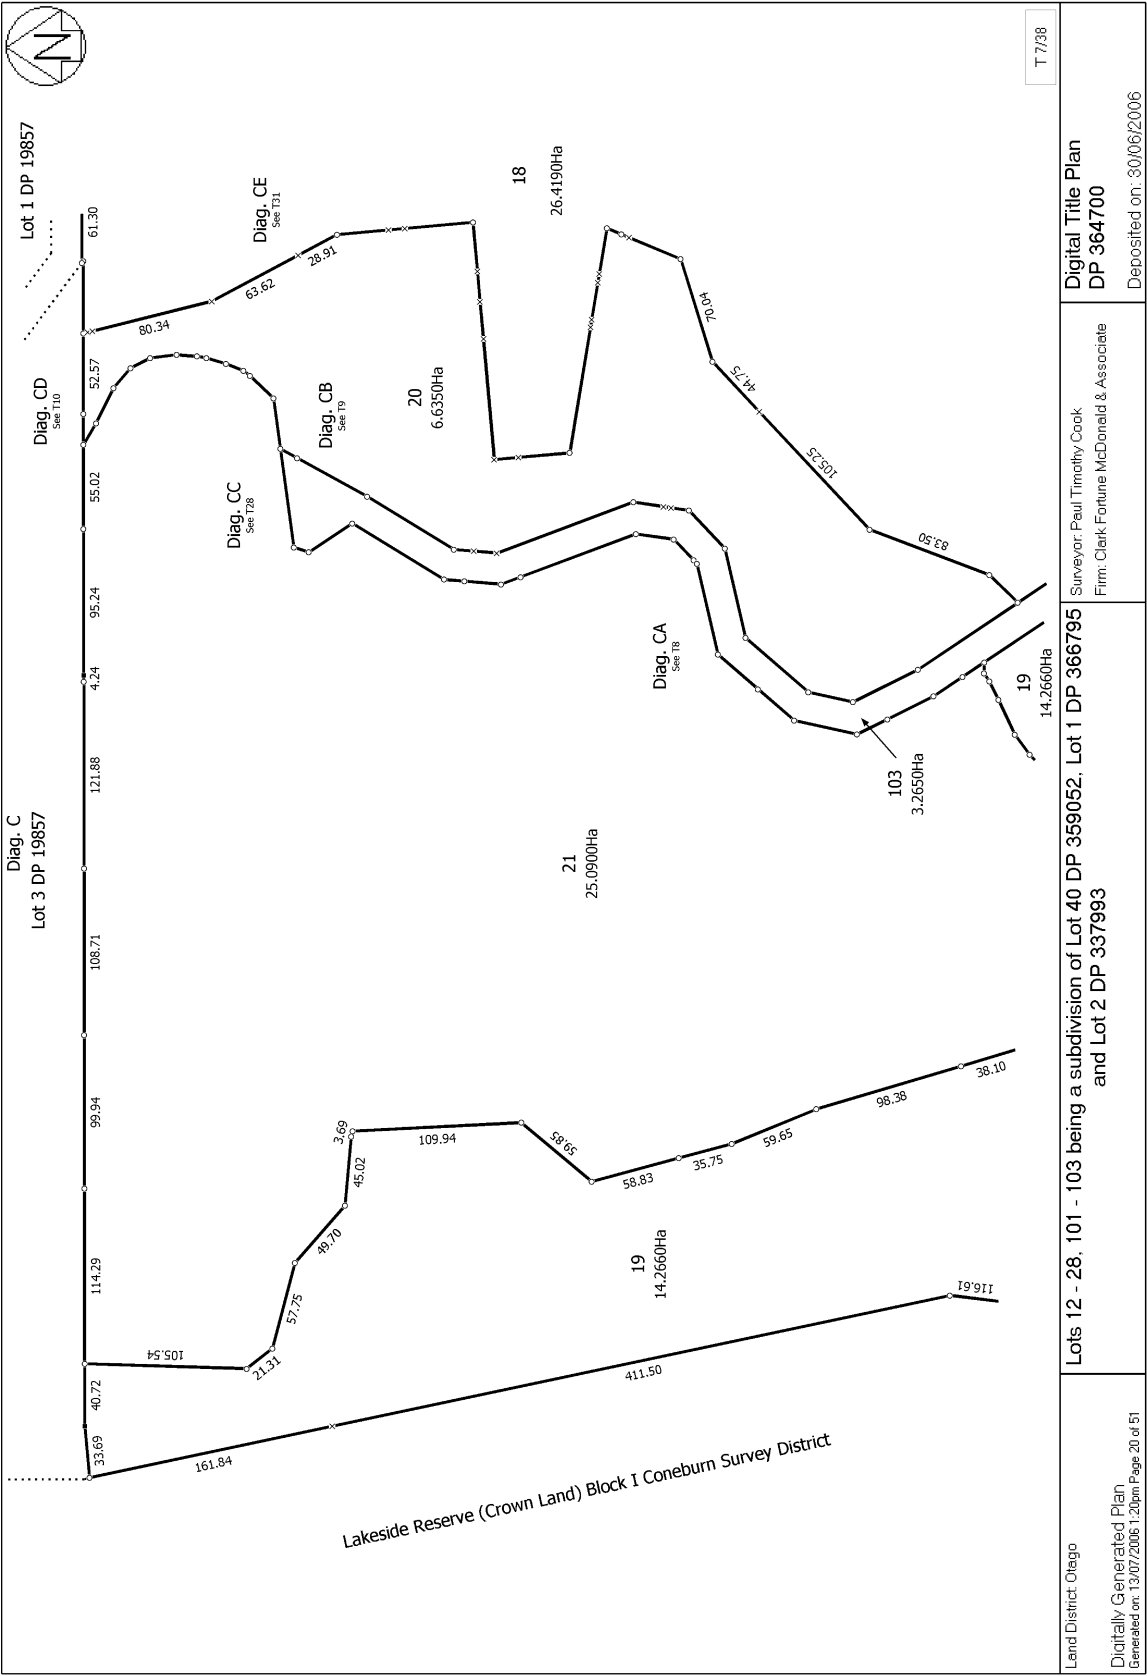 Diag. C
Lot 3 DP 19857
Lot 1 DP 19857
N
T 7/38
33.69
40.72
114.29
99.94
108.71
121.88
4.24
95.24
55.02
52.57
61.30
Diag. CD
See T10
80.34
63.62
28.91
Diag. CE
See T31
Diag. CC
See T28
Diag. CB
See T9
20
6.6350Ha
18
26.4190Ha
Diag. CA
See T8
70.04
44.75
105.25
83.50
103
3.2650Ha
19
14.2660Ha
21
25.0900Ha
105.54
21.31
57.75
49.70
45.02
3.69
109.94
59.85
58.83
35.75
59.65
98.38
38.10
19
14.2660Ha
161.84
411.50
116.61
Lakeside Reserve (Crown Land) Block I Coneburn Survey District
Land District: Otago
Digitally Generated Plan
Generated on: 13/07/2006 1:20pm Page 20 of 51
Lots 12 - 28, 101 - 103 being a subdivision of Lot 40 DP 359052, Lot 1 DP 366795
and Lot 2 DP 337993
Surveyor: Paul Timothy Cook
Firm: Clark Fortune McDonald & Associate
Digital Title Plan
DP 364700
Deposited on: 30/06/2006